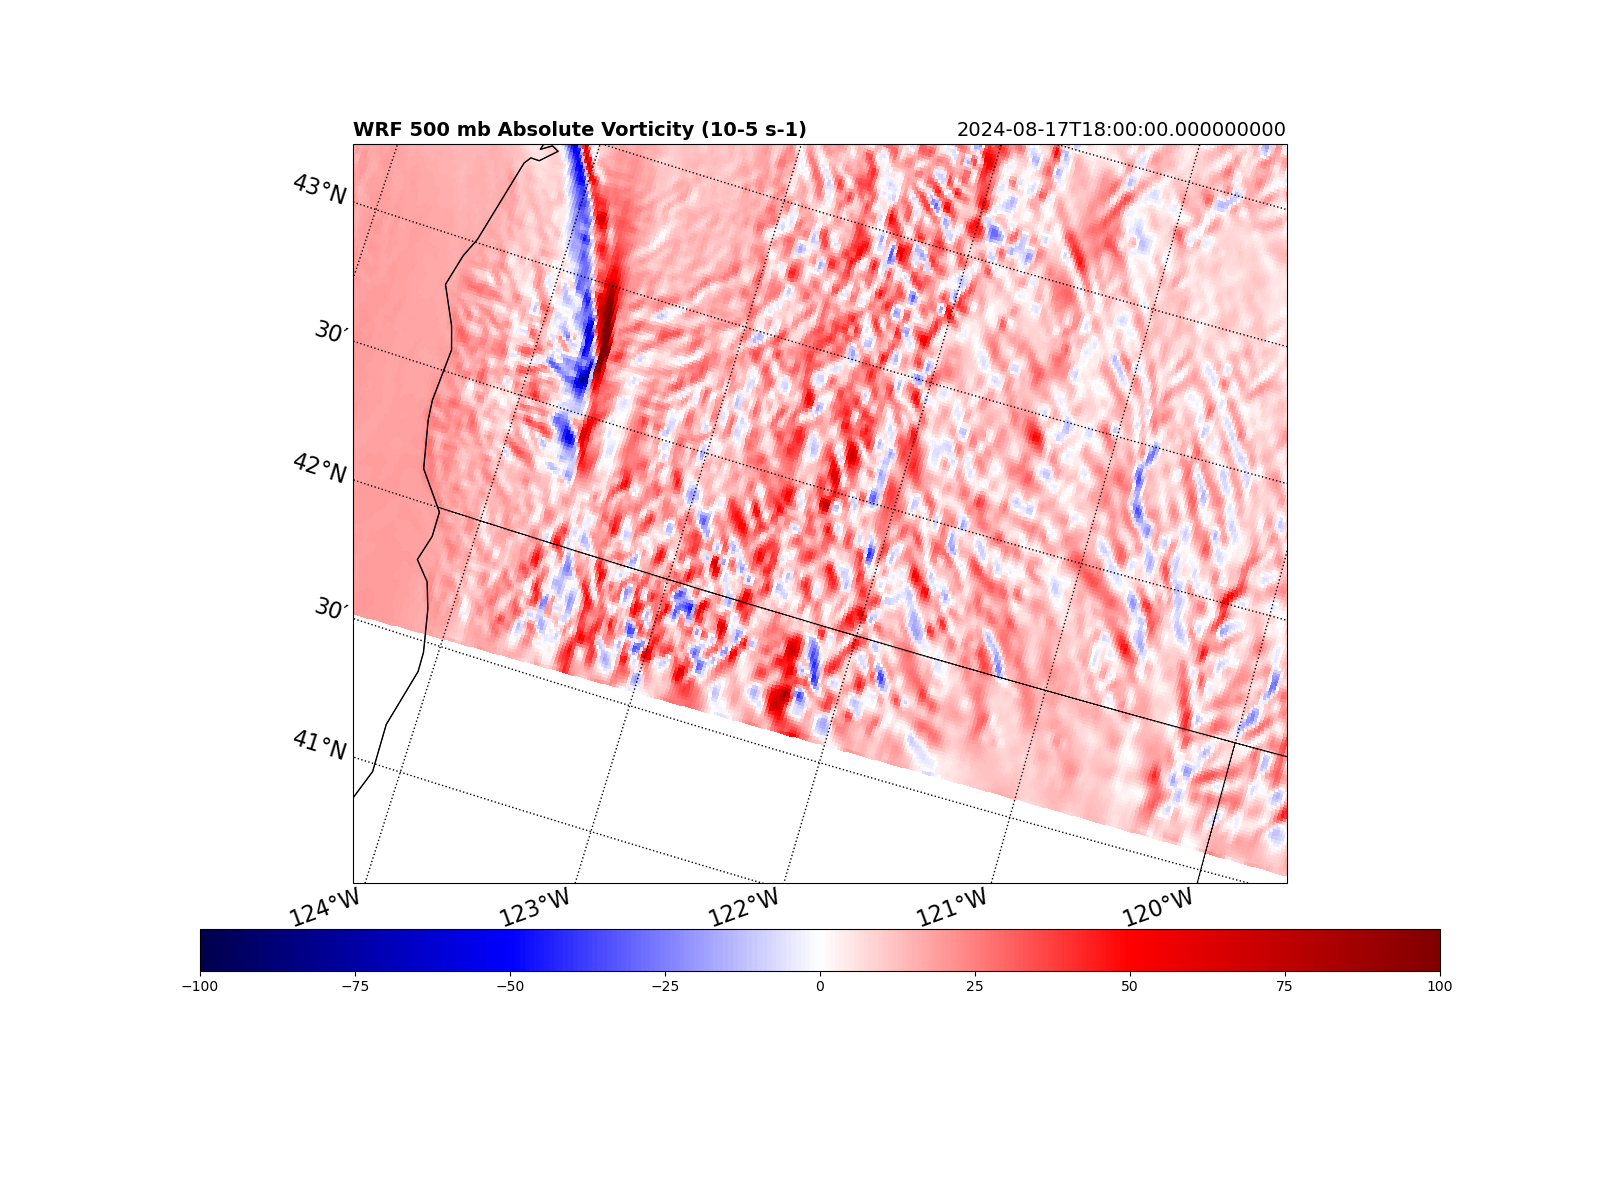 WRF 500 mb Absolute Vorticity (10-5 s-1)
2024-08-17T18:00:00.000000000
43°N
30′
42°N
30′
41°N
124°W
123°W
122°W
121°W
120°W
−100
−75
−50
−25
0
25
50
75
100